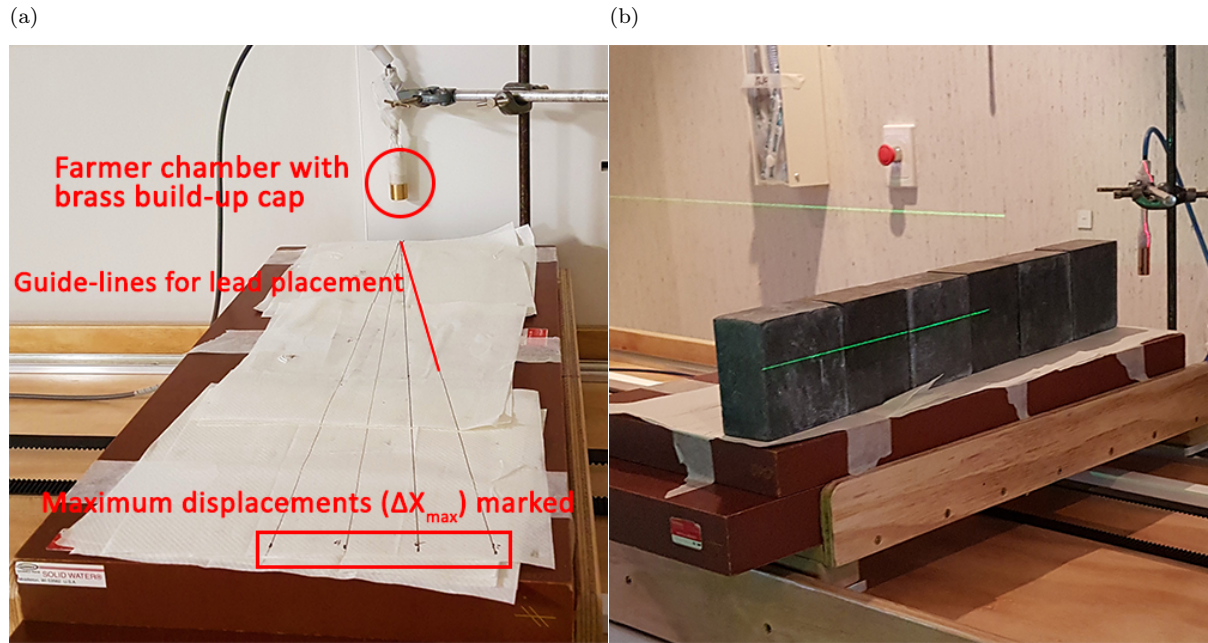 (a)
(b)
Farmer chamber with
brass build-up cap
Guide-lines for lead placement
Maximum displacements (ΔXmax) marked
SOLID WATER®